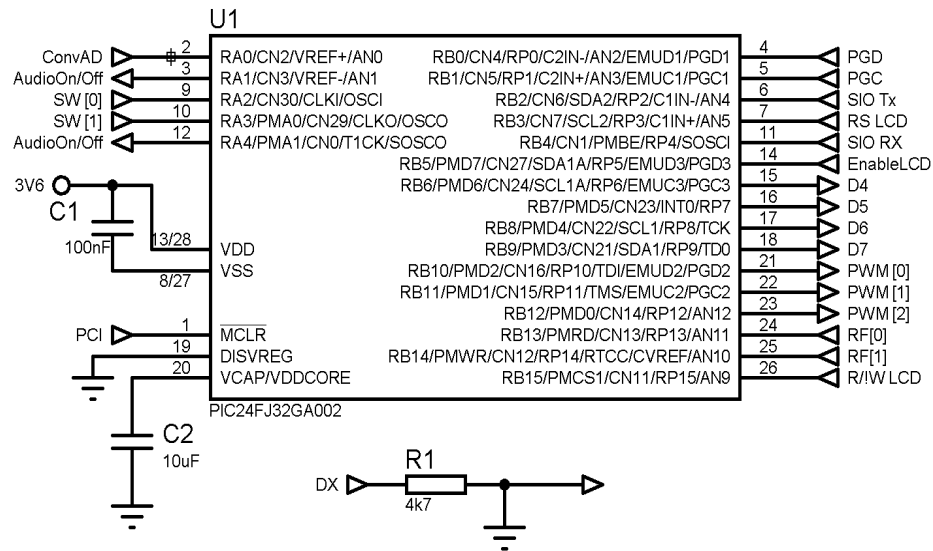 U1
ConvAD 2 RA0/CN2/VREF+/AN0 RB0/CN4/RP0/C2IN-/AN2/EMUD1/PGD1 4 PGD
AudioOn/Off 3 RA1/CN3/VREF-/AN1 RB1/CN5/RP1/C2IN+/AN3/EMUC1/PGC1 5 PGC
SW [0] 9 RA2/CN30/CLKI/OSCI RB2/CN6/SDA2/RP2/C1IN-/AN4 6 SIO Tx
SW [1] 10 RA3/PMA0/CN29/CLKO/OSCO RB3/CN7/SCL2/RP3/C1IN+/AN5 7 RS LCD
AudioOn/Off 12 RA4/PMA1/CN0/T1CK/SOSCO RB4/CN1/PMBE/RP4/SOSCI 11 SIO RX
RB5/PMD7/CN27/SDA1A/RP5/EMUD3/PGD3 14 EnableLCD
3V6 RB6/PMD6/CN24/SCL1A/RP6/EMUC3/PGC3 15 D4
C1 RB7/PMD5/CN23/INT0/RP7 16 D5
RB8/PMD4/CN22/SCL1/RP8/TCK 17 D6
100nF 13/28 VDD RB9/PMD3/CN21/SDA1/RP9/TD0 18 D7
8/27 VSS RB10/PMD2/CN16/RP10/TDI/EMUD2/PGD2 21 PWM [0]
RB11/PMD1/CN15/RP11/TMS/EMUC2/PGC2 22 PWM [1]
RB12/PMD0/CN14/RP12/AN12 23 PWM [2]
PCI 1 MCLR RB13/PMRD/CN13/RP13/AN11 24 RF[0]
19 DISVREG RB14/PMWR/CN12/RP14/RTCC/CVREF/AN10 25 RF[1]
20 VCAP/VDDCORE RB15/PMCS1/CN11/RP15/AN9 26 R/!W LCD
PIC24FJ32GA002
C2
10uF
R1
DX
4k7